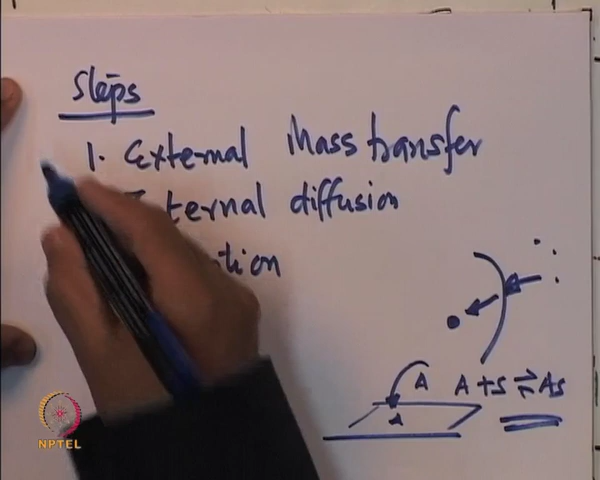 Steps
1. External Mass transfer
ternal diffusion
tion
A
A + S ⇌ AS
NPTEL